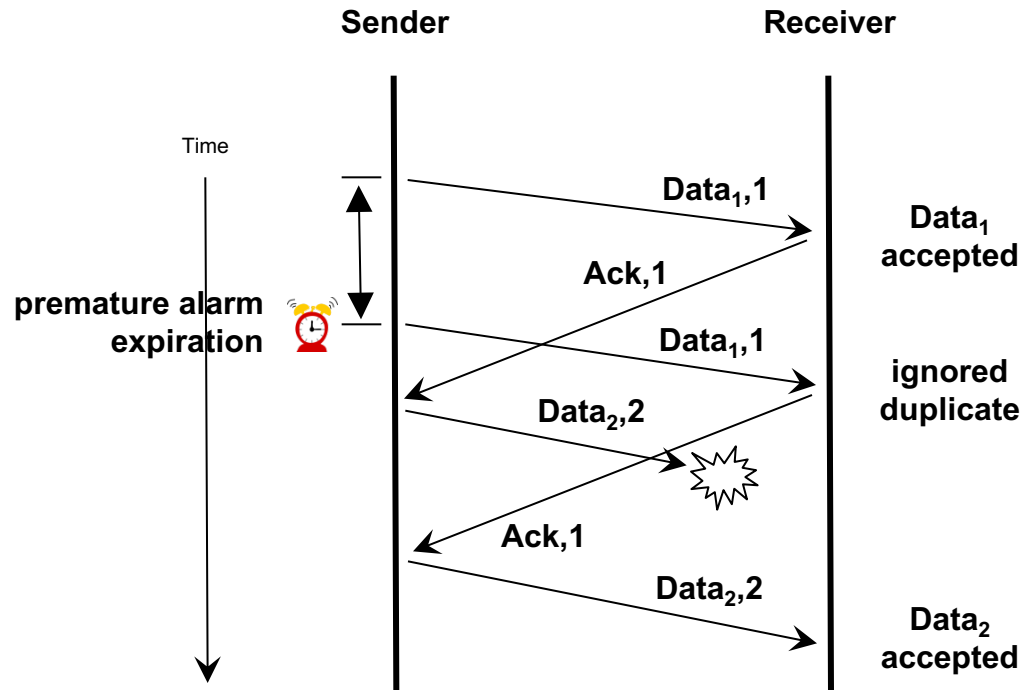 Sender
Receiver
Time
Data₁,1
Data₁
accepted
Ack,1
premature alarm
expiration
Data₁,1
ignored
duplicate
Data₂,2
Ack,1
Data₂,2
Data₂
accepted